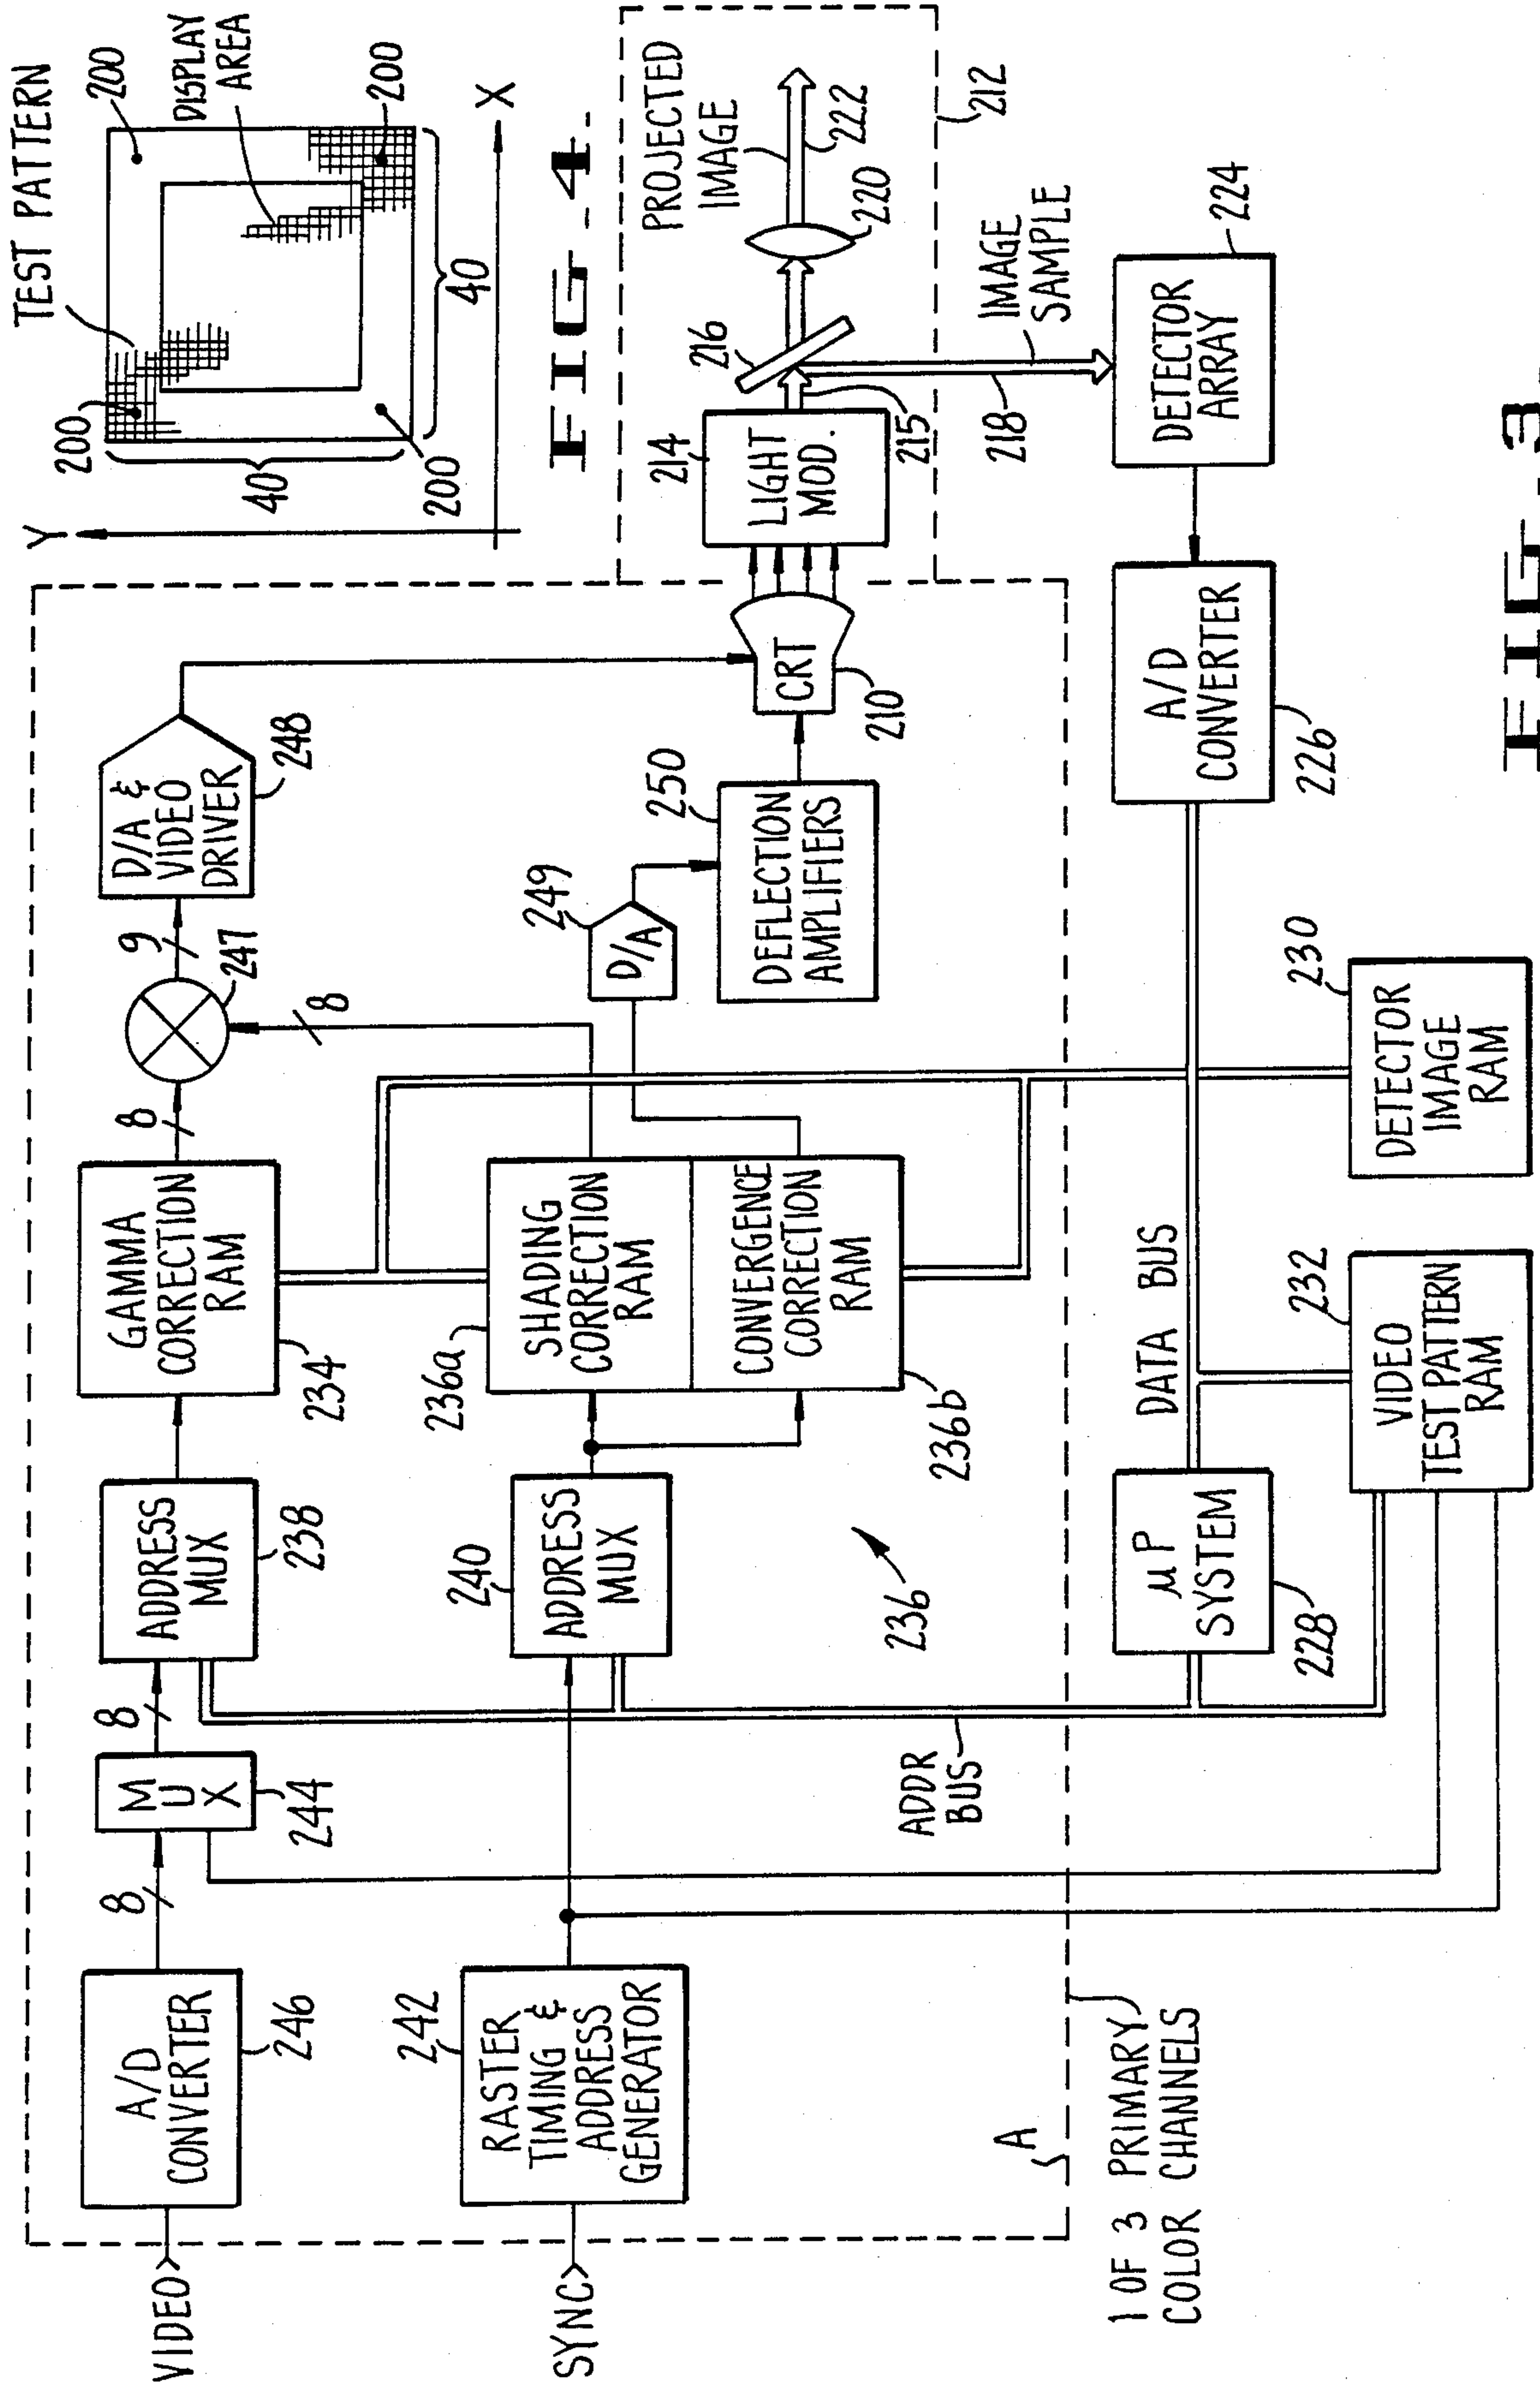 TEST PATTERN
200
200
DISPLAY
AREA
200
200
40
40
Y
X
FIG. 4.
VIDEO
A/D
CONVERTER
246
8
MUX
244
8
ADDRESS
MUX
238
GAMMA
CORRECTION
RAM
234
8
247
9
D/A &
VIDEO
DRIVER
248
SYNC
RASTER
TIMING &
ADDRESS
GENERATOR
242
ADDRESS
MUX
240
SHADING
CORRECTION
RAM
236a
CONVERGENCE
CORRECTION
RAM
236b
236
8
D/A
249
DEFLECTION
AMPLIFIERS
250
CRT
210
LIGHT
MOD.
214
215
216
218
220
222
PROJECTED
IMAGE
212
IMAGE
SAMPLE
DETECTOR
ARRAY
224
A/D
CONVERTER
226
ADDR
BUS
DATA BUS
μP
SYSTEM
228
VIDEO
TEST PATTERN
RAM
232
DETECTOR
IMAGE
RAM
230
A
1 OF 3 PRIMARY
COLOR CHANNELS
FIG. 3.